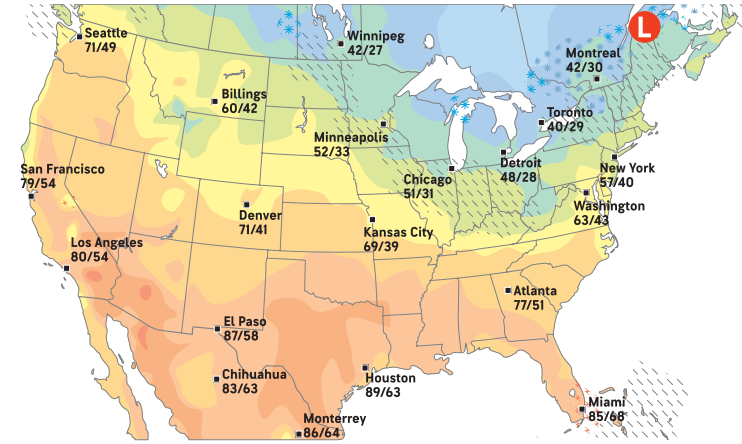 Seattle
71/49
Winnipeg
42/27
L
Montreal
42/30
Billings
60/42
Toronto
40/29
Minneapolis
52/33
Detroit
48/28
New York
57/40
San Francisco
79/54
Chicago
51/31
Washington
63/43
Denver
71/41
Kansas City
69/39
Los Angeles
80/54
Atlanta
77/51
El Paso
87/58
Chihuahua
83/63
Houston
89/63
Miami
85/68
Monterrey
86/64